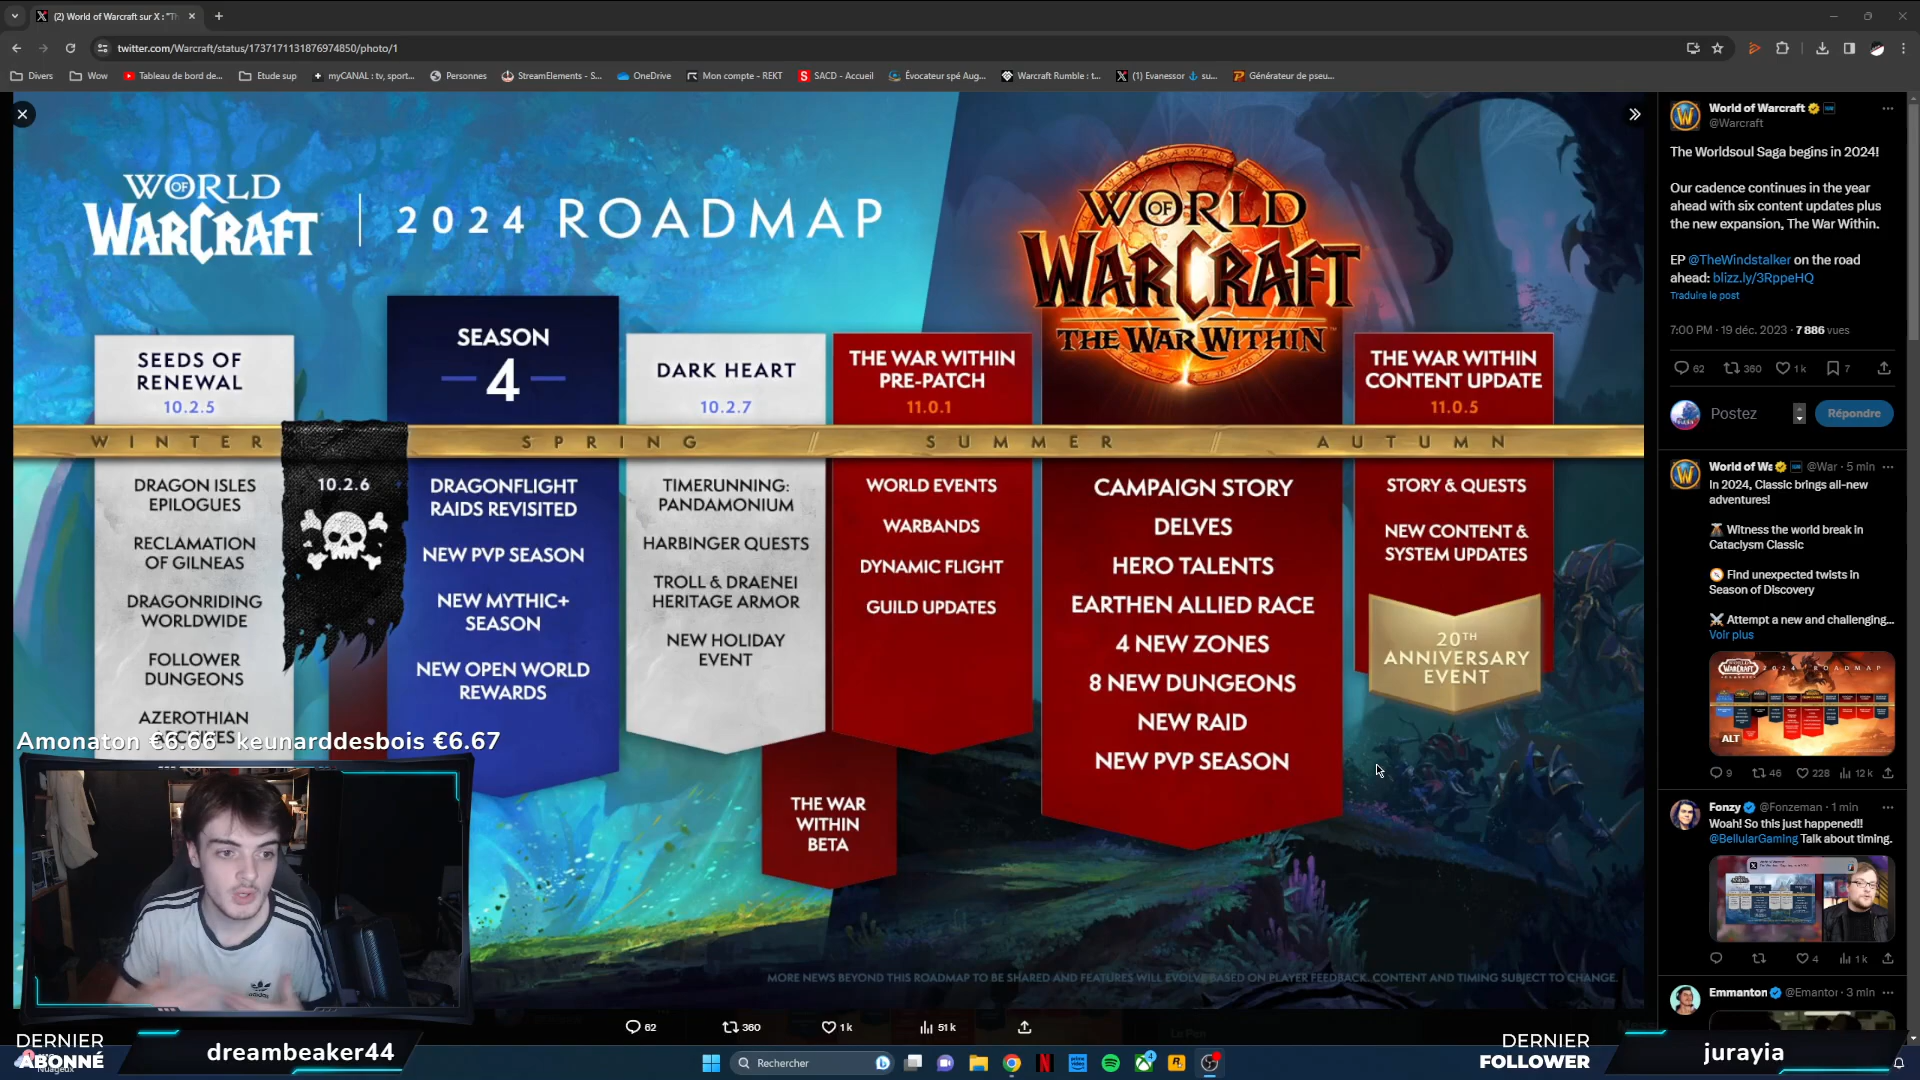 (2) World of Warcraft sur X : "Th
twitter.com/Warcraft/status/1737171131876974850/photo/1
Divers
Wow
Tableau de bord de...
Etude sup
myCANAL : tv, sport...
Personnes
StreamElements - S...
OneDrive
Mon compte - REKT
SACD - Accueil
Évocateur spé Aug...
Warcraft Rumble : t...
(1) Evanessor ⚓ su...
Générateur de pseu...
WORLD OF WARCRAFT
2024 ROADMAP
WORLD OF WARCRAFT
THE WAR WITHIN
SEEDS OF
RENEWAL
10.2.5
SEASON
4
DARK HEART
10.2.7
THE WAR WITHIN
PRE-PATCH
11.0.1
THE WAR WITHIN
CONTENT UPDATE
11.0.5
WINTER
SPRING
SUMMER
AUTUMN
DRAGON ISLES
EPILOGUES
RECLAMATION
OF GILNEAS
DRAGONRIDING
WORLDWIDE
FOLLOWER
DUNGEONS
AZEROTHIAN
10.2.6
DRAGONFLIGHT
RAIDS REVISITED
NEW PVP SEASON
NEW MYTHIC+
SEASON
NEW OPEN WORLD
REWARDS
TIMERUNNING:
PANDAMONIUM
HARBINGER QUESTS
TROLL & DRAENEI
HERITAGE ARMOR
NEW HOLIDAY
EVENT
THE WAR
WITHIN
BETA
WORLD EVENTS
WARBANDS
DYNAMIC FLIGHT
GUILD UPDATES
CAMPAIGN STORY
DELVES
HERO TALENTS
EARTHEN ALLIED RACE
4 NEW ZONES
8 NEW DUNGEONS
NEW RAID
NEW PVP SEASON
STORY & QUESTS
NEW CONTENT &
SYSTEM UPDATES
20TH
ANNIVERSARY
EVENT
MORE NEWS BEYOND THIS ROADMAP TO BE SHARED AND FEATURES WILL EVOLVE BASED ON PLAYER FEEDBACK. CONTENT AND TIMING SUBJECT TO CHANGE.
Amonaton €6.66 keunarddesbois €6.67
62
360
1 k
51 k
World of Warcraft
@Warcraft
The Worldsoul Saga begins in 2024!
Our cadence continues in the year
ahead with six content updates plus
the new expansion, The War Within.
EP @TheWindstalker on the road
ahead: blizz.ly/3RppeHQ
Traduire le post
7:00 PM · 19 déc. 2023 · 7 886 vues
62
360
1 k
7
Postez
Répondre
World of Wa @War · 5 min
In 2024, Classic brings all-new
adventures!
Witness the world break in
Cataclysm Classic
Find unexpected twists in
Season of Discovery
⚔️ Attempt a new and challenging...
Voir plus
2024 ROADMAP
ALT
9
46
228
12 k
Fonzy @Fonzeman · 1 min
Woah! So this just happened!!
@BellularGaming Talk about timing.
4
1 k
Emmanton @Emantor · 3 min
DERNIER
ABONNÉ
dreambeaker44
Nuageux
Rechercher
4
DERNIER
FOLLOWER
jurayia